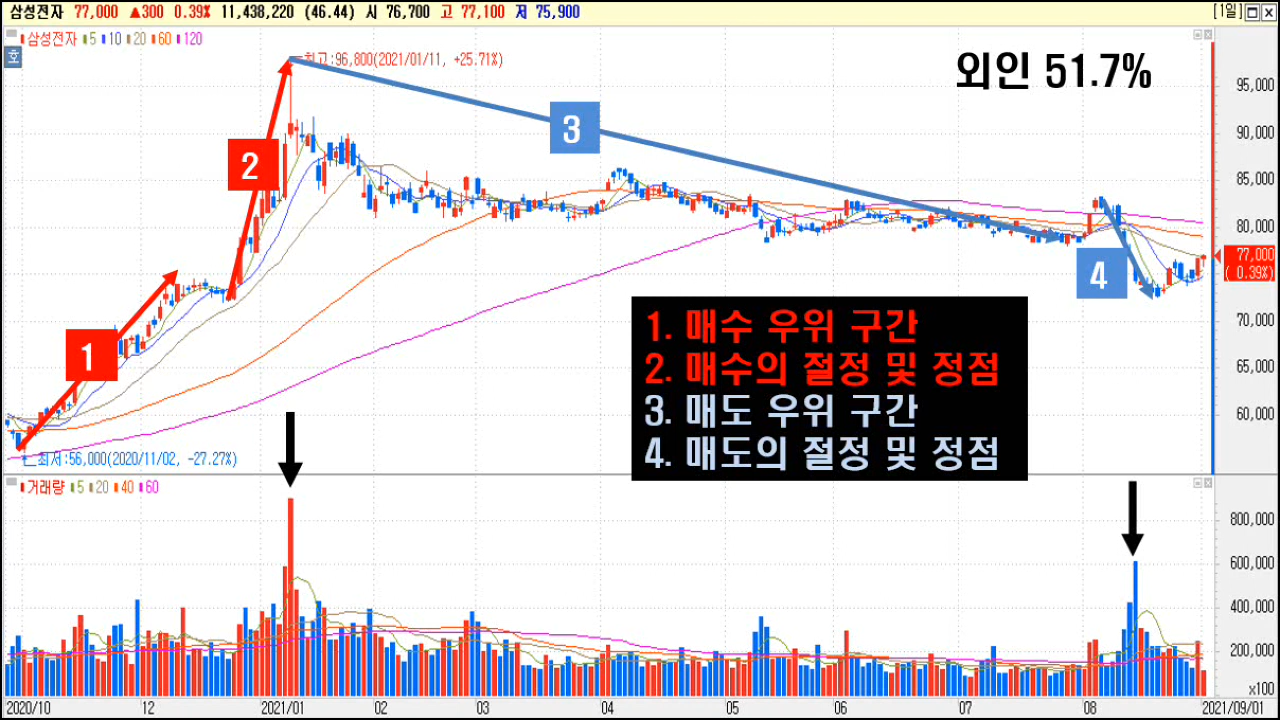 삼성전자 77,000 ▲300 0.39% 11,438,220 (46.44) 시 76,700 고 77,100 저 75,900 [1일]
삼성전자 5 10 20 60 120
호
최고:96,800(2021/01/11, +25.71%)
외인 51.7%
95,000
90,000
85,000
80,000
77,000
( 0.39%)
70,000
65,000
60,000
1
2
3
4
1. 매수 우위 구간
2. 매수의 절정 및 정점
3. 매도 우위 구간
4. 매도의 절정 및 정점
최저:56,000(2020/11/02, -27.27%)
거래량 5 20 40 60
800,000
600,000
400,000
200,000
x100
2020/10 12 2021/01 02 03 04 05 06 07 08 2021/09/01